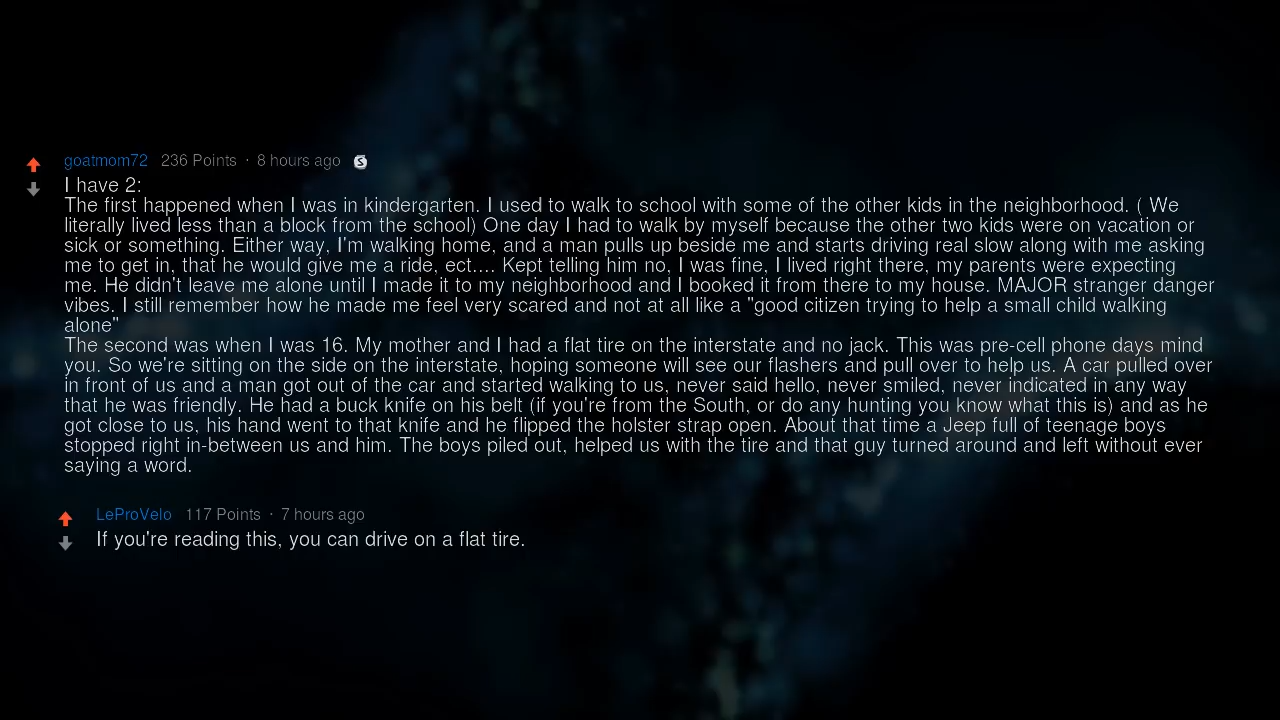 goatmom72 236 Points · 8 hours ago
I have 2:
The first happened when I was in kindergarten. I used to walk to school with some of the other kids in the neighborhood. ( We
literally lived less than a block from the school) One day I had to walk by myself because the other two kids were on vacation or
sick or something. Either way, I'm walking home, and a man pulls up beside me and starts driving real slow along with me asking
me to get in, that he would give me a ride, ect.... Kept telling him no, I was fine, I lived right there, my parents were expecting
me. He didn't leave me alone until I made it to my neighborhood and I booked it from there to my house. MAJOR stranger danger
vibes. I still remember how he made me feel very scared and not at all like a "good citizen trying to help a small child walking
alone"
The second was when I was 16. My mother and I had a flat tire on the interstate and no jack. This was pre-cell phone days mind
you. So we're sitting on the side on the interstate, hoping someone will see our flashers and pull over to help us. A car pulled over
in front of us and a man got out of the car and started walking to us, never said hello, never smiled, never indicated in any way
that he was friendly. He had a buck knife on his belt (if you're from the South, or do any hunting you know what this is) and as he
got close to us, his hand went to that knife and he flipped the holster strap open. About that time a Jeep full of teenage boys
stopped right in-between us and him. The boys piled out, helped us with the tire and that guy turned around and left without ever
saying a word.
LeProVelo 117 Points · 7 hours ago
If you're reading this, you can drive on a flat tire.